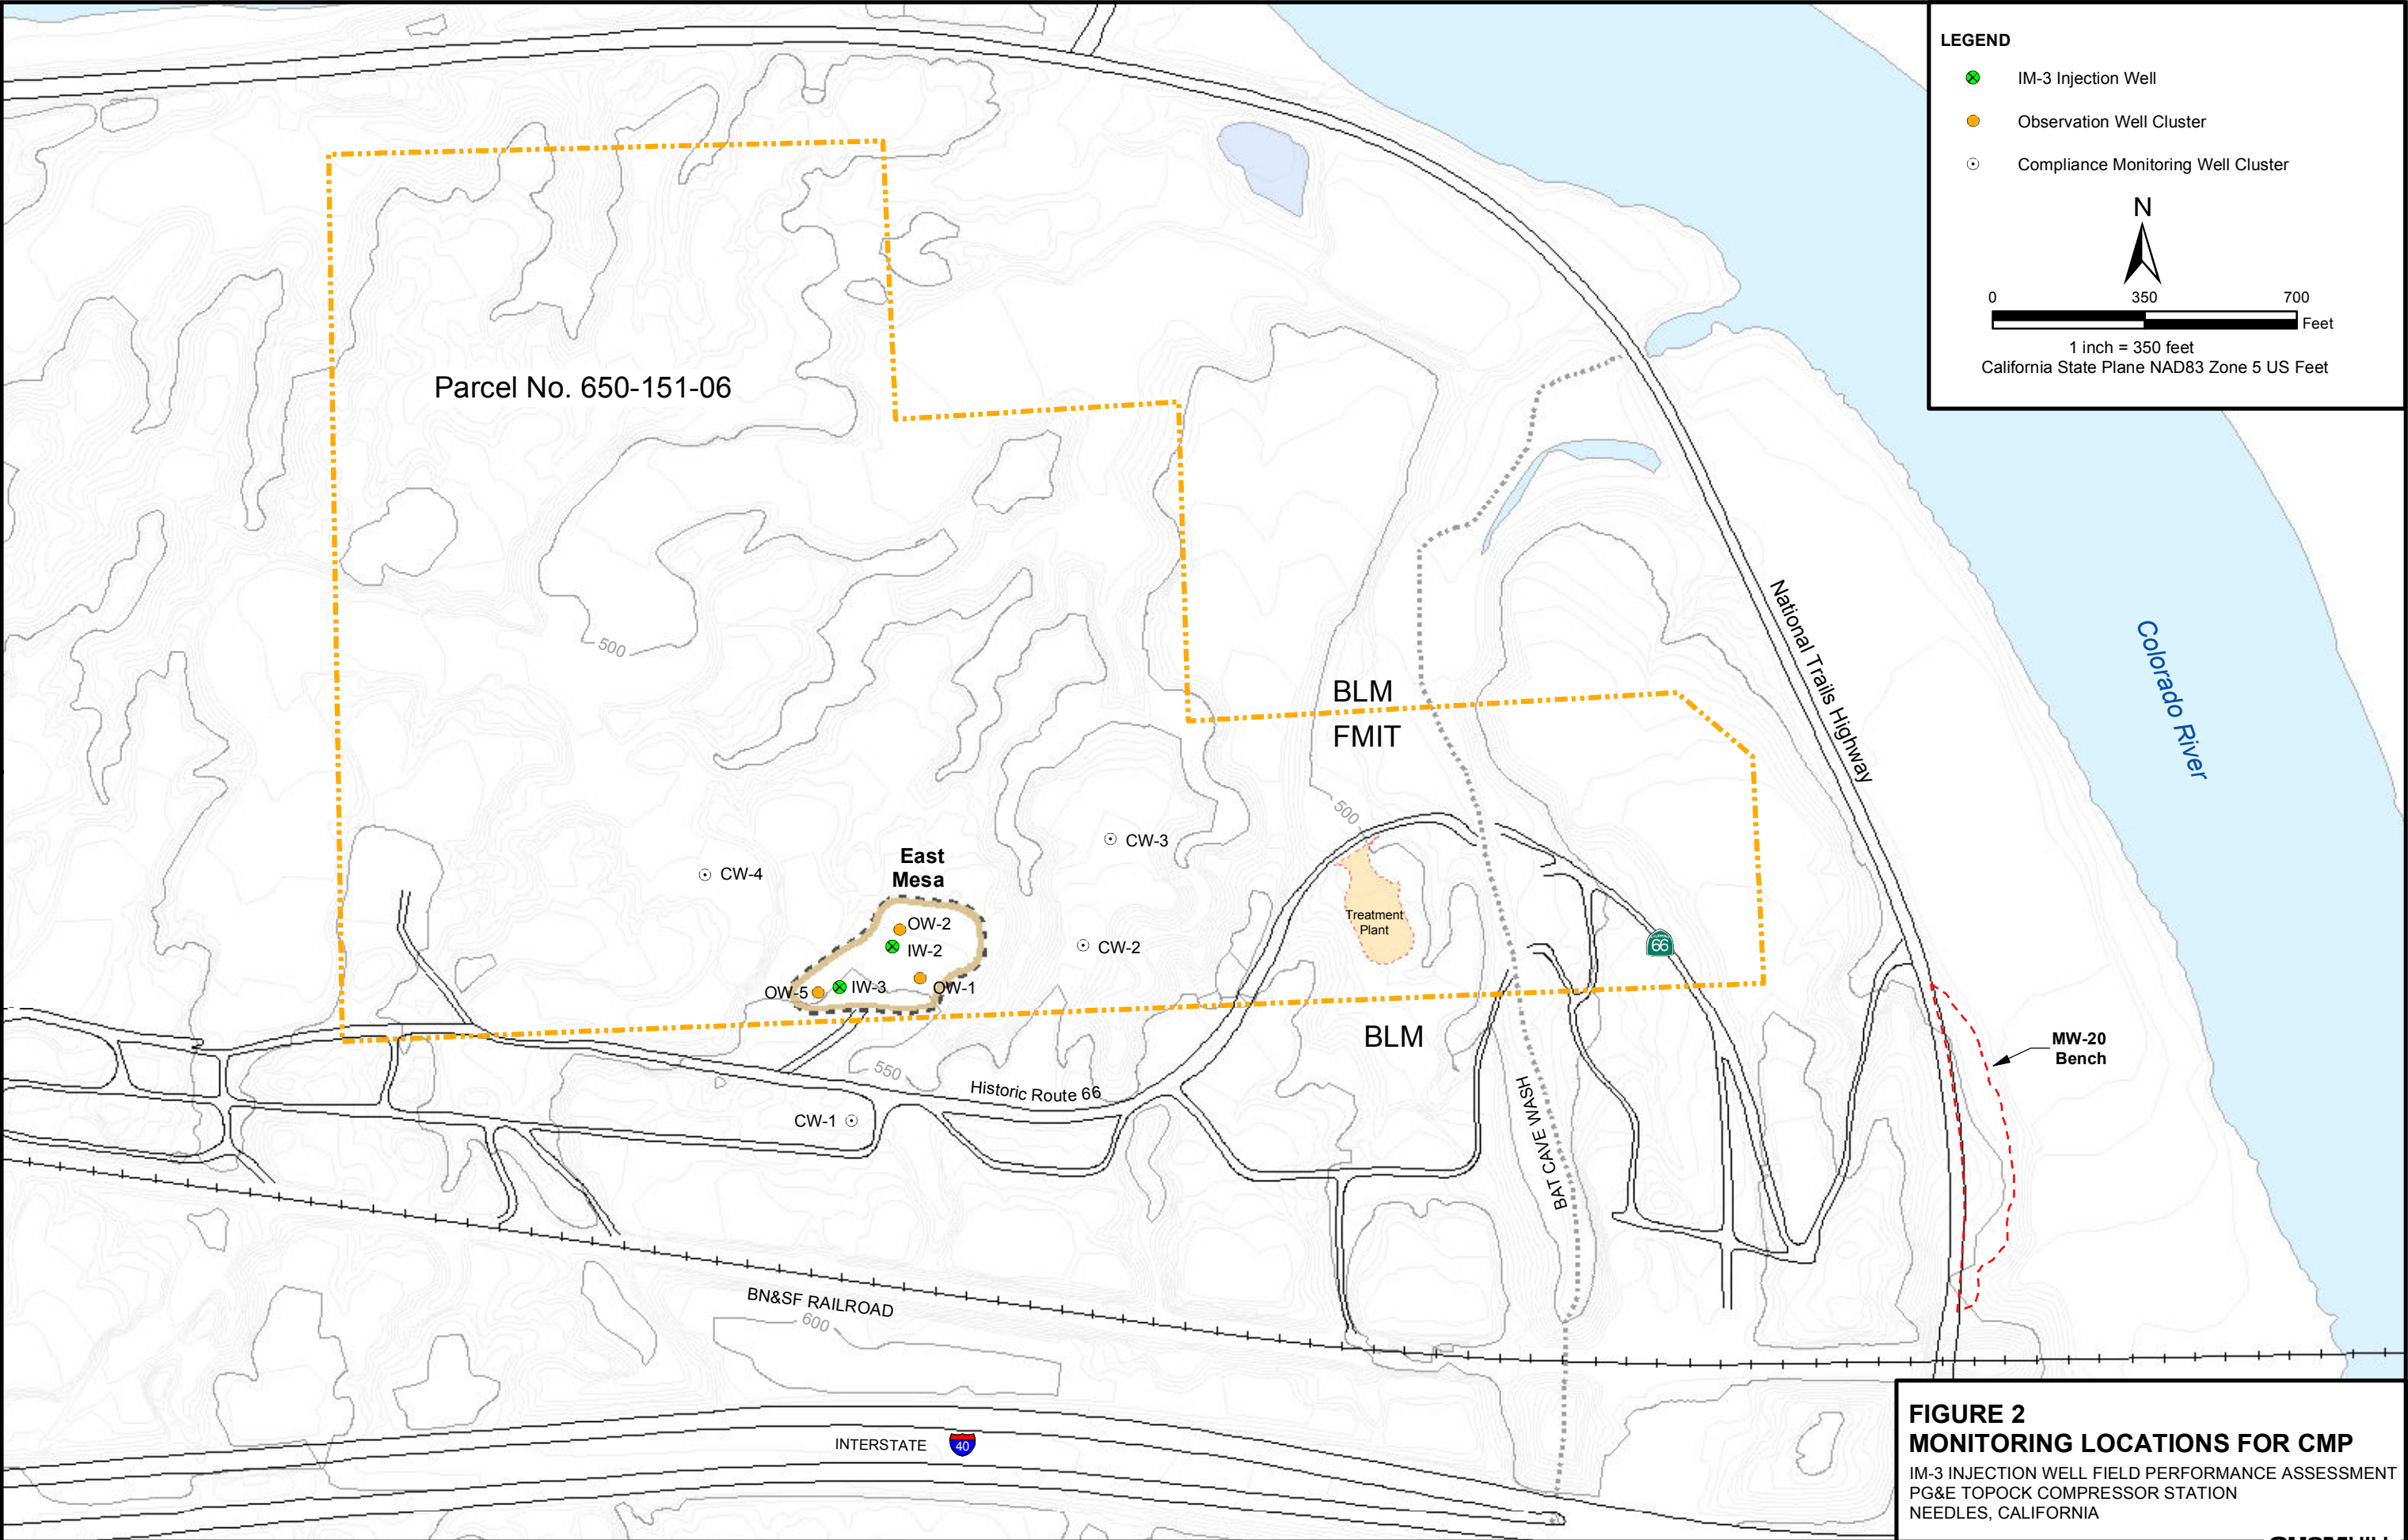 LEGEND
IM-3 Injection Well
Observation Well Cluster
Compliance Monitoring Well Cluster
N
0 350 700
Feet
1 inch = 350 feet
California State Plane NAD83 Zone 5 US Feet
Parcel No. 650-151-06
500
National Trails Highway
Colorado River
BLM
FMIT
500
CW-3
East
Mesa
CW-4
OW-2
IW-2
CW-2
Treatment
Plant
66
OW-5
IW-3
OW-1
BLM
MW-20
Bench
550
Historic Route 66
CW-1
BAT CAVE WASH
BN&SF RAILROAD
600
INTERSTATE
40
FIGURE 2
MONITORING LOCATIONS FOR CMP
IM-3 INJECTION WELL FIELD PERFORMANCE ASSESSMENT
PG&E TOPOCK COMPRESSOR STATION
NEEDLES, CALIFORNIA